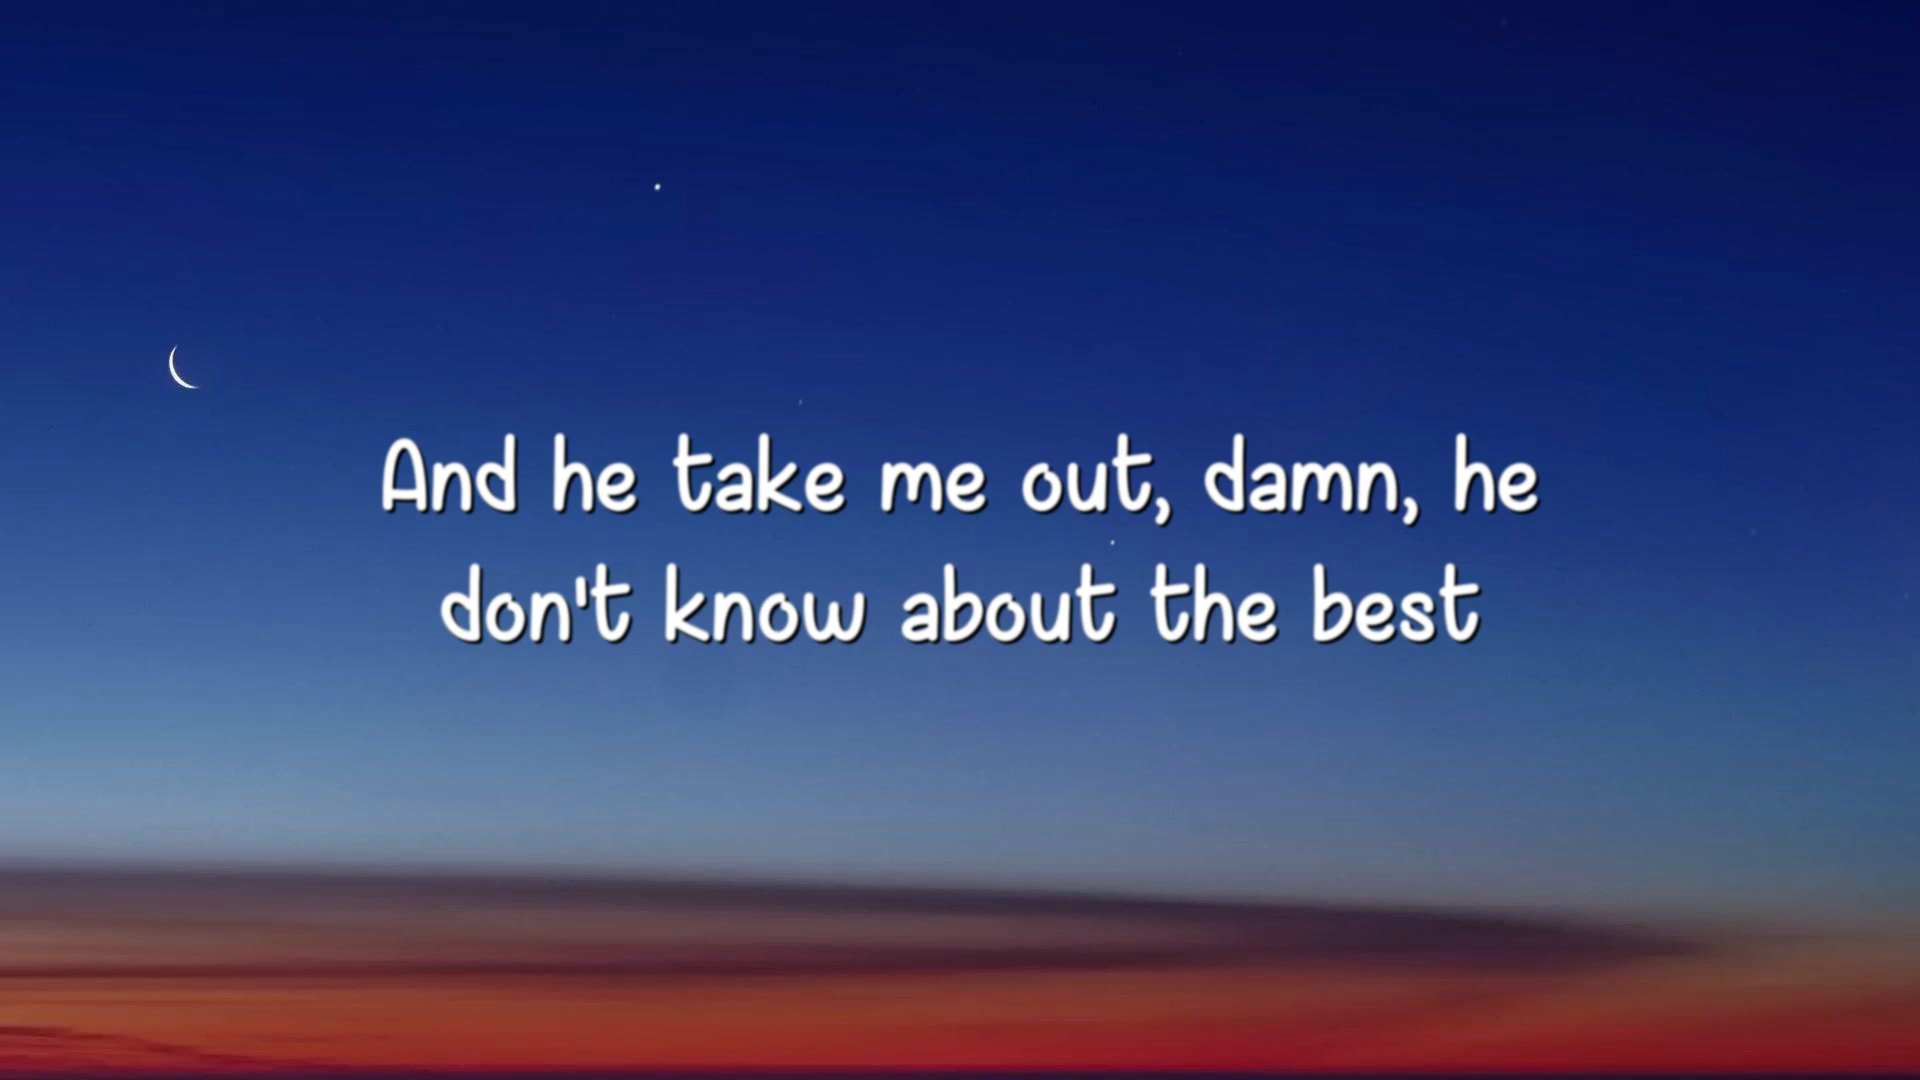 And he take me out, damn, he
don't know about the best